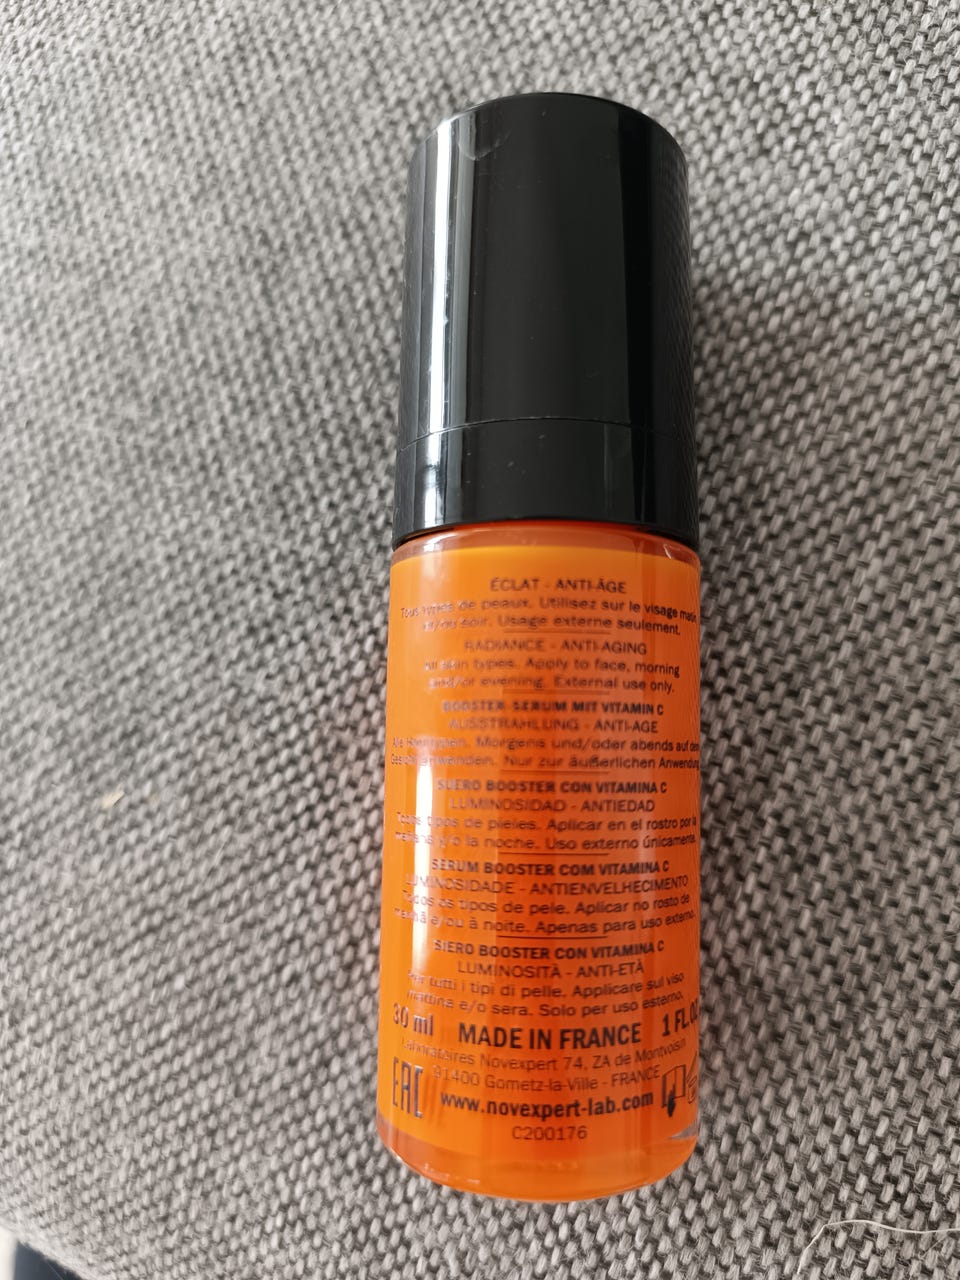 ÉCLAT - ANTI-ÂGE
Tous types de peaux. Utilisez sur le visage matin
et/ou soir. Usage externe seulement.
RADIANCE - ANTI-AGING
All skin types. Apply to face, morning
and/or evening. External use only.
BOOSTER-SERUM MIT VITAMIN C
AUSSTRAHLUNG - ANTI-AGE
Alle Hauttypen. Morgens und/oder abends auf dem
Gesicht anwenden. Nur zur äußerlichen Anwendung.
SUERO BOOSTER CON VITAMINA C
LUMINOSIDAD - ANTIEDAD
Todos tipos de pieles. Aplicar en el rostro por la
mañana y/o la noche. Uso externo únicamente.
SERUM BOOSTER COM VITAMINA C
LUMINOSIDADE - ANTIENVELHECIMENTO
Todos os tipos de pele. Aplicar no rosto de
manhã e/ou à noite. Apenas para uso externo.
SIERO BOOSTER CON VITAMINA C
LUMINOSITÀ - ANTI-ETÀ
Per tutti i tipi di pelle. Applicare sul viso
mattina e/o sera. Solo per uso esterno.
30 ml MADE IN FRANCE 1 FL.OZ
Laboratoires Novexpert 74, ZA de Montvoisin
91400 Gometz-la-Ville - FRANCE
EAC www.novexpert-lab.com
C200176